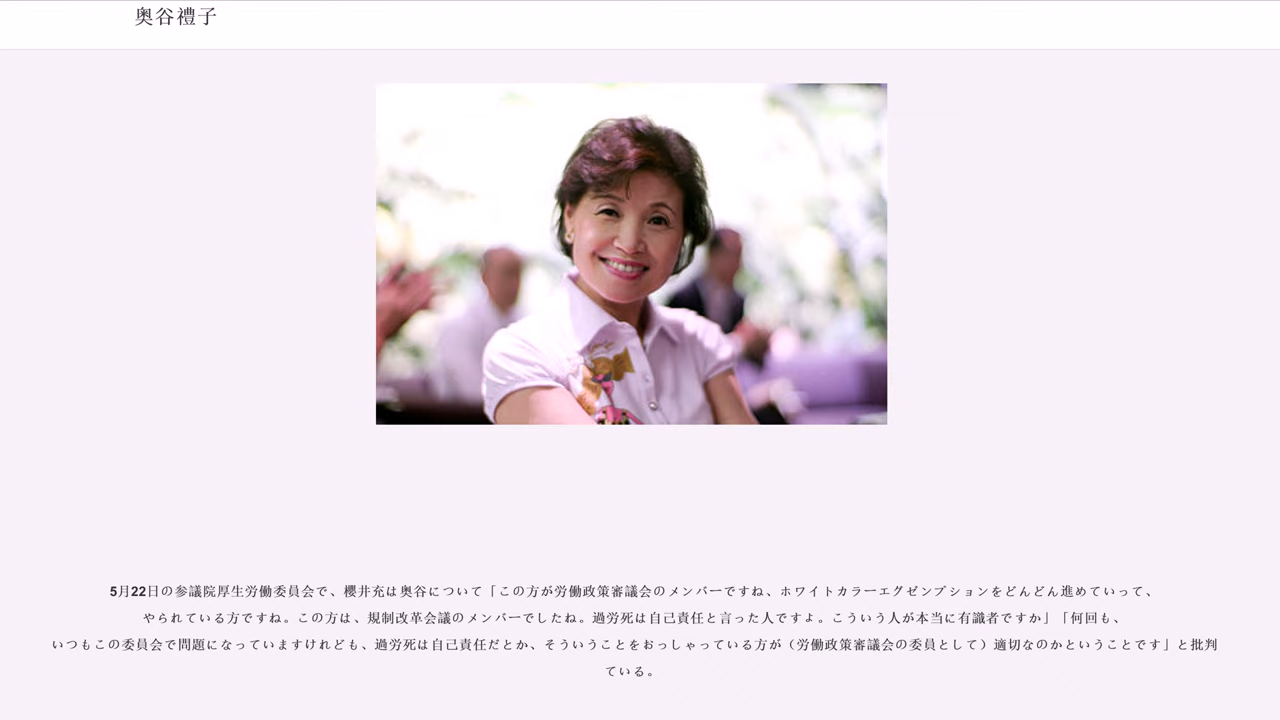 奥谷禮子
5月22日の参議院厚生労働委員会で、櫻井充は奥谷について「この方が労働政策審議会のメンバーですね、ホワイトカラーエグゼンプションをどんどん進めていって、
やられている方ですね。この方は、規制改革会議のメンバーでしたね。過労死は自己責任と言った人ですよ。こういう人が本当に有識者ですか」「何回も、
いつもこの委員会で問題になっていますけれども、過労死は自己責任だとか、そういうことをおっしゃっている方が（労働政策審議会の委員として）適切なのかということです」と批判
ている。